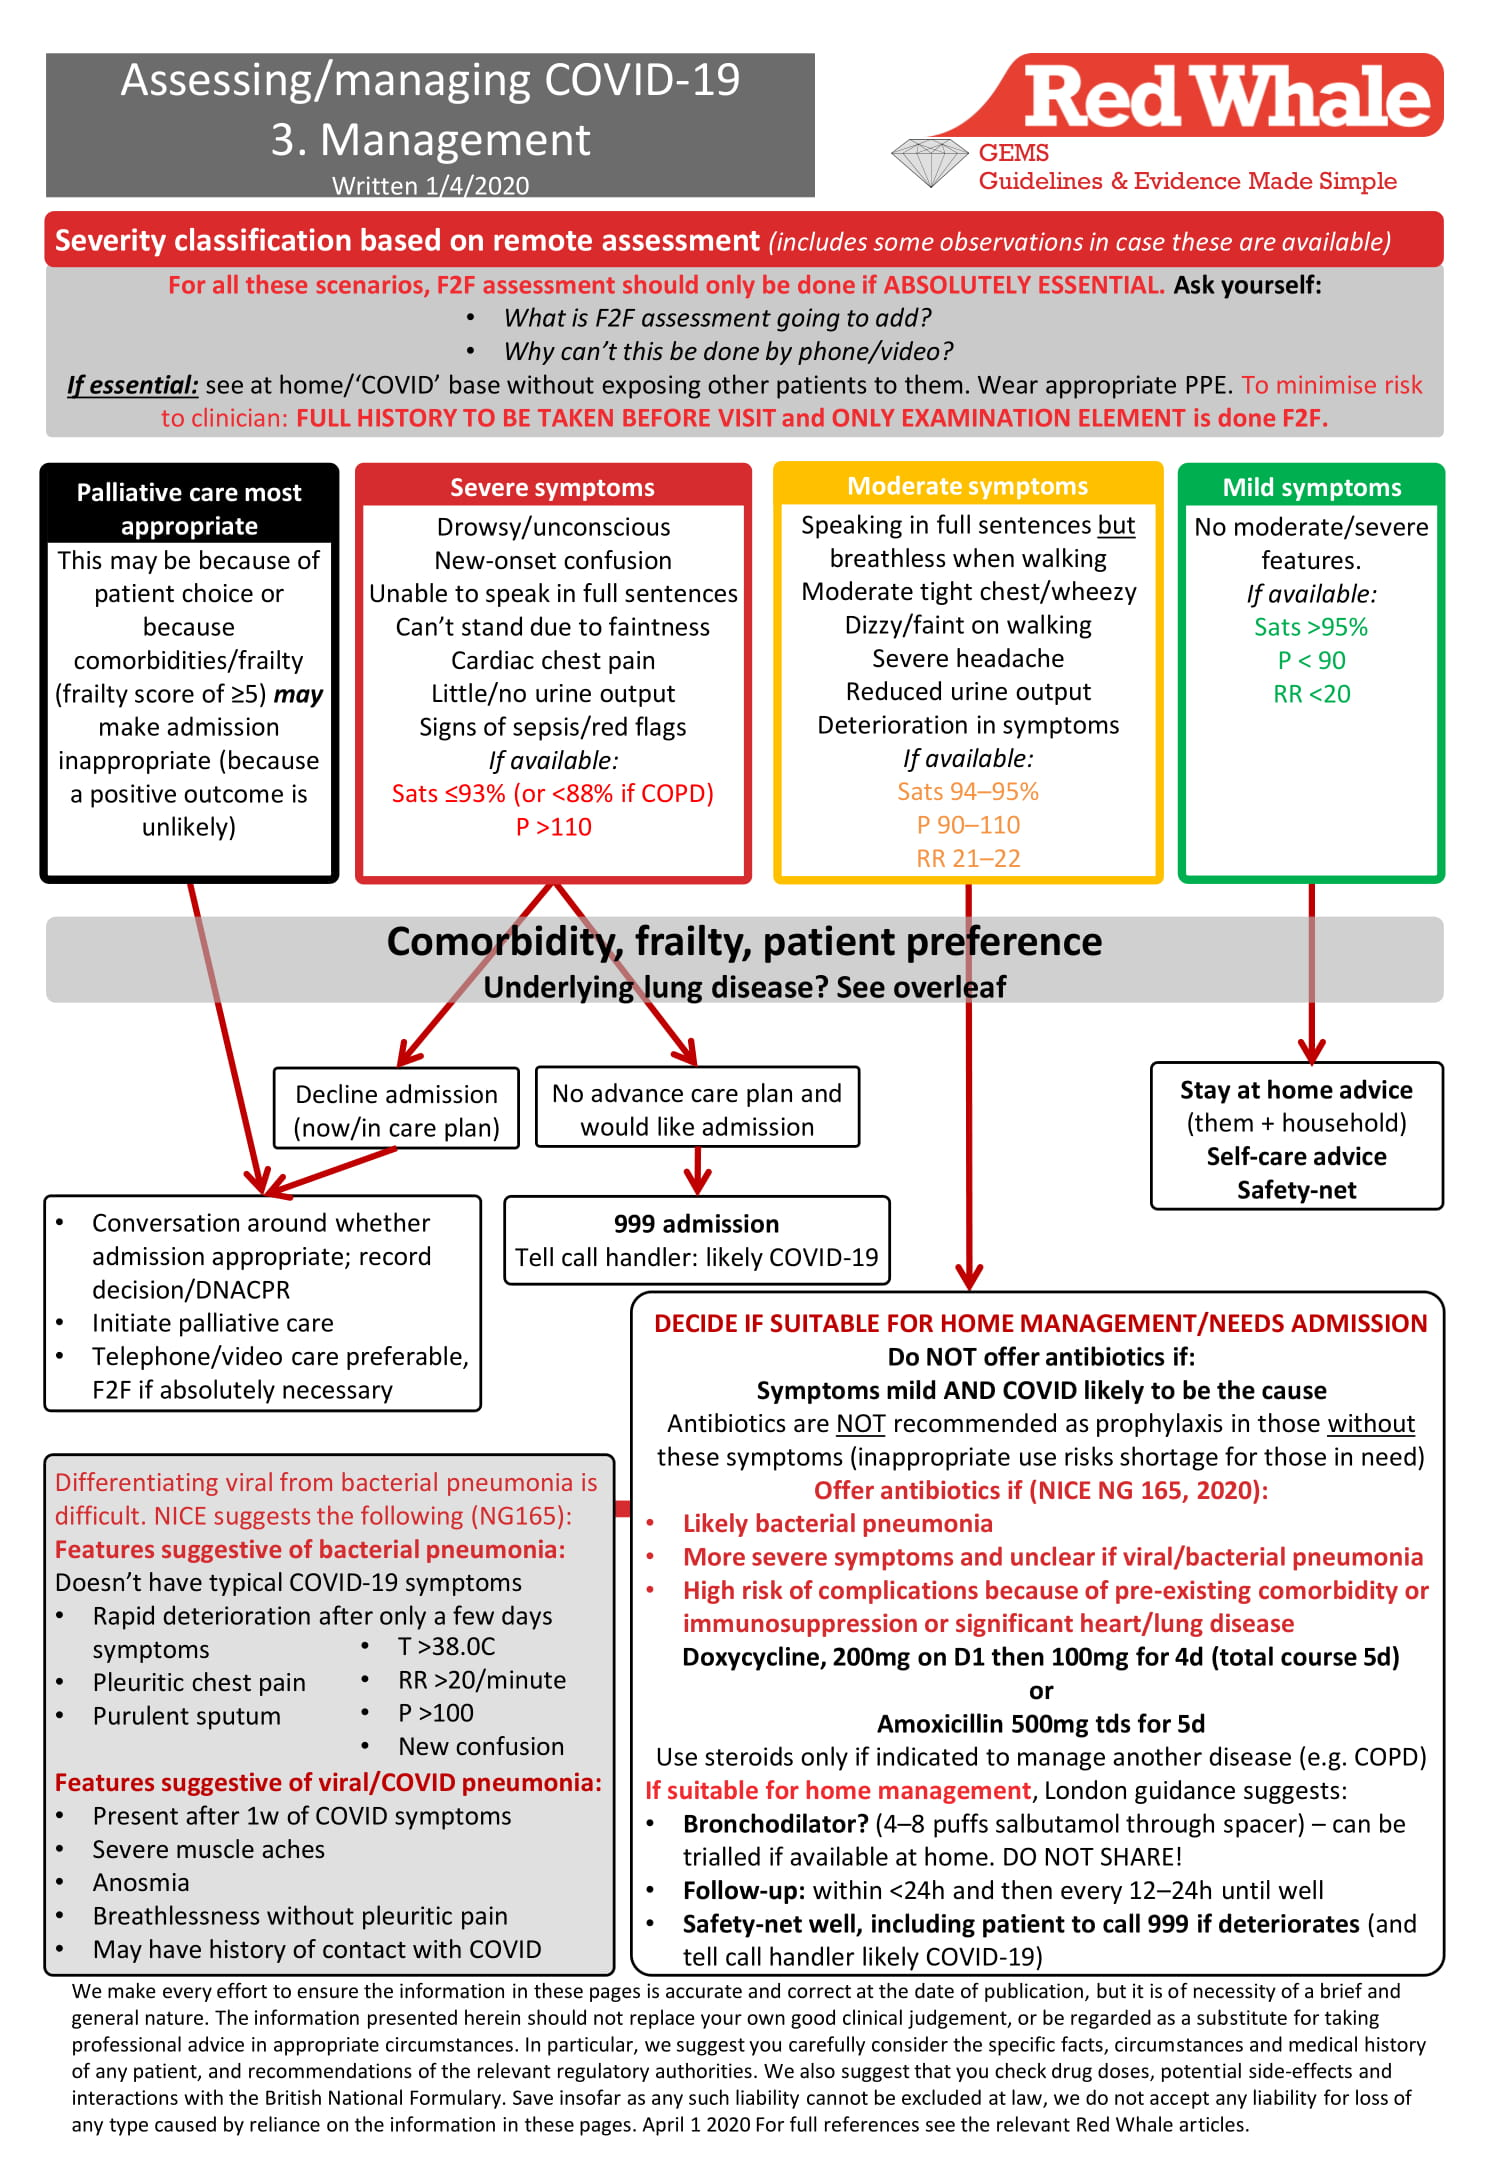 Assessing/managing COVID-19
3. Management
Written 1/4/2020
Red Whale
GEMS
Guidelines & Evidence Made Simple
Severity classification based on remote assessment (includes some observations in case these are available)
For all these scenarios, F2F assessment should only be done if ABSOLUTELY ESSENTIAL. Ask yourself:
• What is F2F assessment going to add?
• Why can’t this be done by phone/video?
If essential: see at home/‘COVID’ base without exposing other patients to them. Wear appropriate PPE. To minimise risk
to clinician: FULL HISTORY TO BE TAKEN BEFORE VISIT and ONLY EXAMINATION ELEMENT is done F2F.
Palliative care most
appropriate
This may be because of
patient choice or
because
comorbidities/frailty
(frailty score of ≥5) may
make admission
inappropriate (because
a positive outcome is
unlikely)
Severe symptoms
Drowsy/unconscious
New-onset confusion
Unable to speak in full sentences
Can’t stand due to faintness
Cardiac chest pain
Little/no urine output
Signs of sepsis/red flags
If available:
Sats ≤93% (or <88% if COPD)
P >110
Moderate symptoms
Speaking in full sentences but
breathless when walking
Moderate tight chest/wheezy
Dizzy/faint on walking
Severe headache
Reduced urine output
Deterioration in symptoms
If available:
Sats 94–95%
P 90–110
RR 21–22
Mild symptoms
No moderate/severe
features.
If available:
Sats >95%
P < 90
RR <20
Comorbidity, frailty, patient preference
Underlying lung disease? See overleaf
Decline admission
(now/in care plan)
No advance care plan and
would like admission
Stay at home advice
(them + household)
Self-care advice
Safety-net
• Conversation around whether
admission appropriate; record
decision/DNACPR
• Initiate palliative care
• Telephone/video care preferable,
F2F if absolutely necessary
999 admission
Tell call handler: likely COVID-19
DECIDE IF SUITABLE FOR HOME MANAGEMENT/NEEDS ADMISSION
Do NOT offer antibiotics if:
Symptoms mild AND COVID likely to be the cause
Antibiotics are NOT recommended as prophylaxis in those without
these symptoms (inappropriate use risks shortage for those in need)
Offer antibiotics if (NICE NG 165, 2020):
• Likely bacterial pneumonia
• More severe symptoms and unclear if viral/bacterial pneumonia
• High risk of complications because of pre-existing comorbidity or
immunosuppression or significant heart/lung disease
Doxycycline, 200mg on D1 then 100mg for 4d (total course 5d)
or
Amoxicillin 500mg tds for 5d
Use steroids only if indicated to manage another disease (e.g. COPD)
If suitable for home management, London guidance suggests:
• Bronchodilator? (4–8 puffs salbutamol through spacer) – can be
trialled if available at home. DO NOT SHARE!
• Follow-up: within <24h and then every 12–24h until well
• Safety-net well, including patient to call 999 if deteriorates (and
tell call handler likely COVID-19)
Differentiating viral from bacterial pneumonia is
difficult. NICE suggests the following (NG165):
Features suggestive of bacterial pneumonia:
Doesn’t have typical COVID-19 symptoms
• Rapid deterioration after only a few days
symptoms
• Pleuritic chest pain
• Purulent sputum
• T >38.0C
• RR >20/minute
• P >100
• New confusion
Features suggestive of viral/COVID pneumonia:
• Present after 1w of COVID symptoms
• Severe muscle aches
• Anosmia
• Breathlessness without pleuritic pain
• May have history of contact with COVID
We make every effort to ensure the information in these pages is accurate and correct at the date of publication, but it is of necessity of a brief and
general nature. The information presented herein should not replace your own good clinical judgement, or be regarded as a substitute for taking
professional advice in appropriate circumstances. In particular, we suggest you carefully consider the specific facts, circumstances and medical history
of any patient, and recommendations of the relevant regulatory authorities. We also suggest that you check drug doses, potential side-effects and
interactions with the British National Formulary. Save insofar as any such liability cannot be excluded at law, we do not accept any liability for loss of
any type caused by reliance on the information in these pages. April 1 2020 For full references see the relevant Red Whale articles.